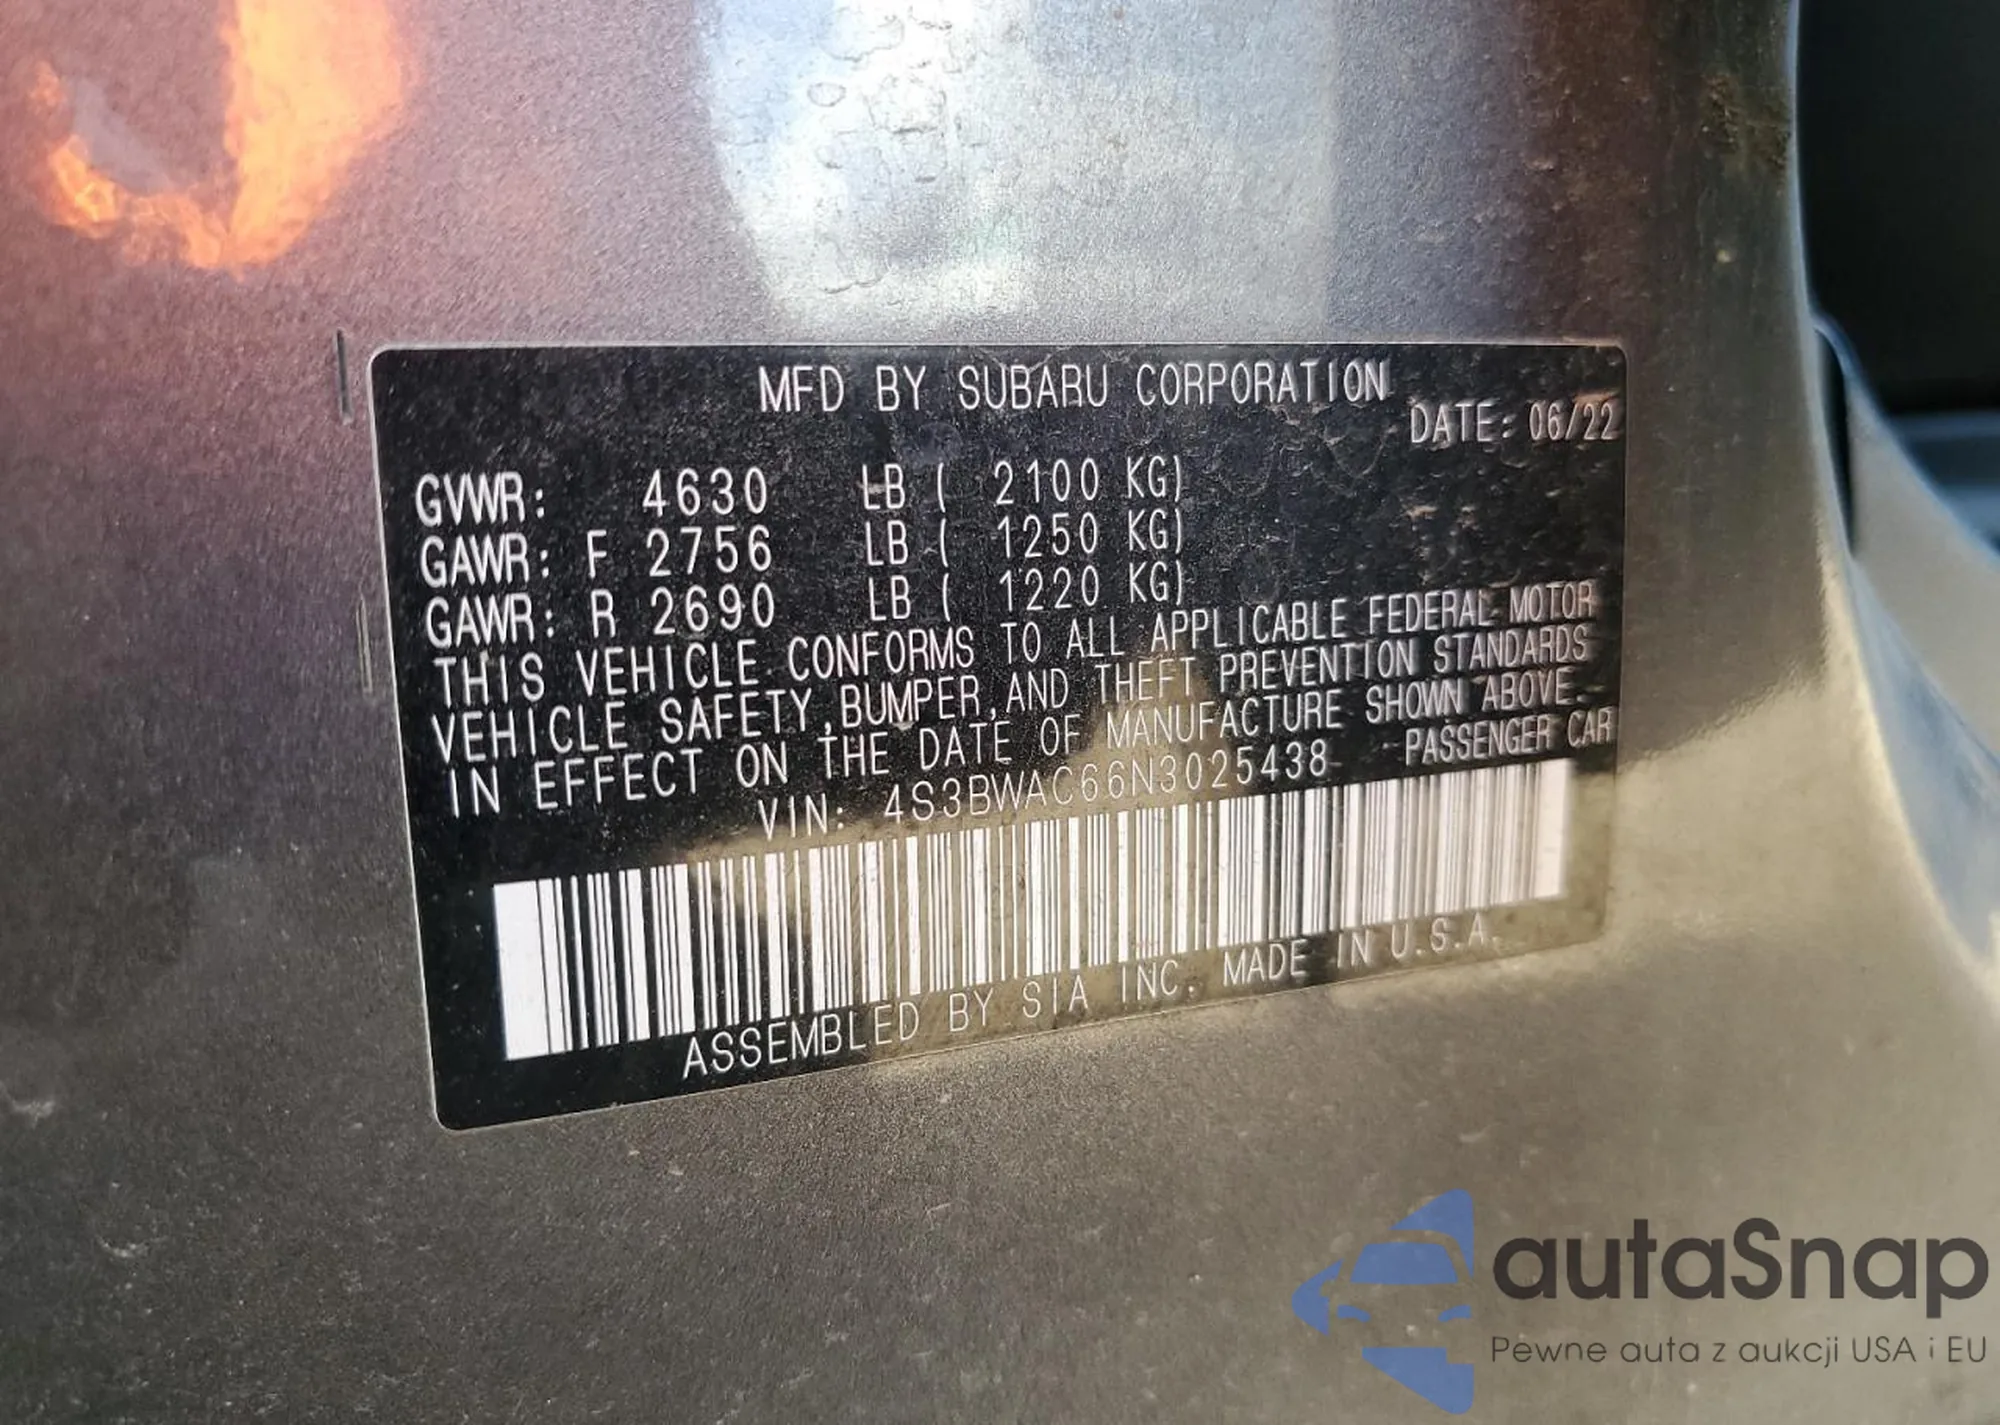 MFD BY SUBARU CORPORATION
DATE: 06/22
GVWR: 4630 LB ( 2100 KG)
GAWR: F 2756 LB ( 1250 KG)
GAWR: R 2690 LB ( 1220 KG)
THIS VEHICLE CONFORMS TO ALL APPLICABLE FEDERAL MOTOR
VEHICLE SAFETY,BUMPER,AND THEFT PREVENTION STANDARDS
IN EFFECT ON THE DATE OF MANUFACTURE SHOWN ABOVE.
VIN: 4S3BWAC66N3025438 PASSENGER CAR
ASSEMBLED BY SIA INC. MADE IN U.S.A.
autaSnap
Pewne auta z aukcji USA i EU